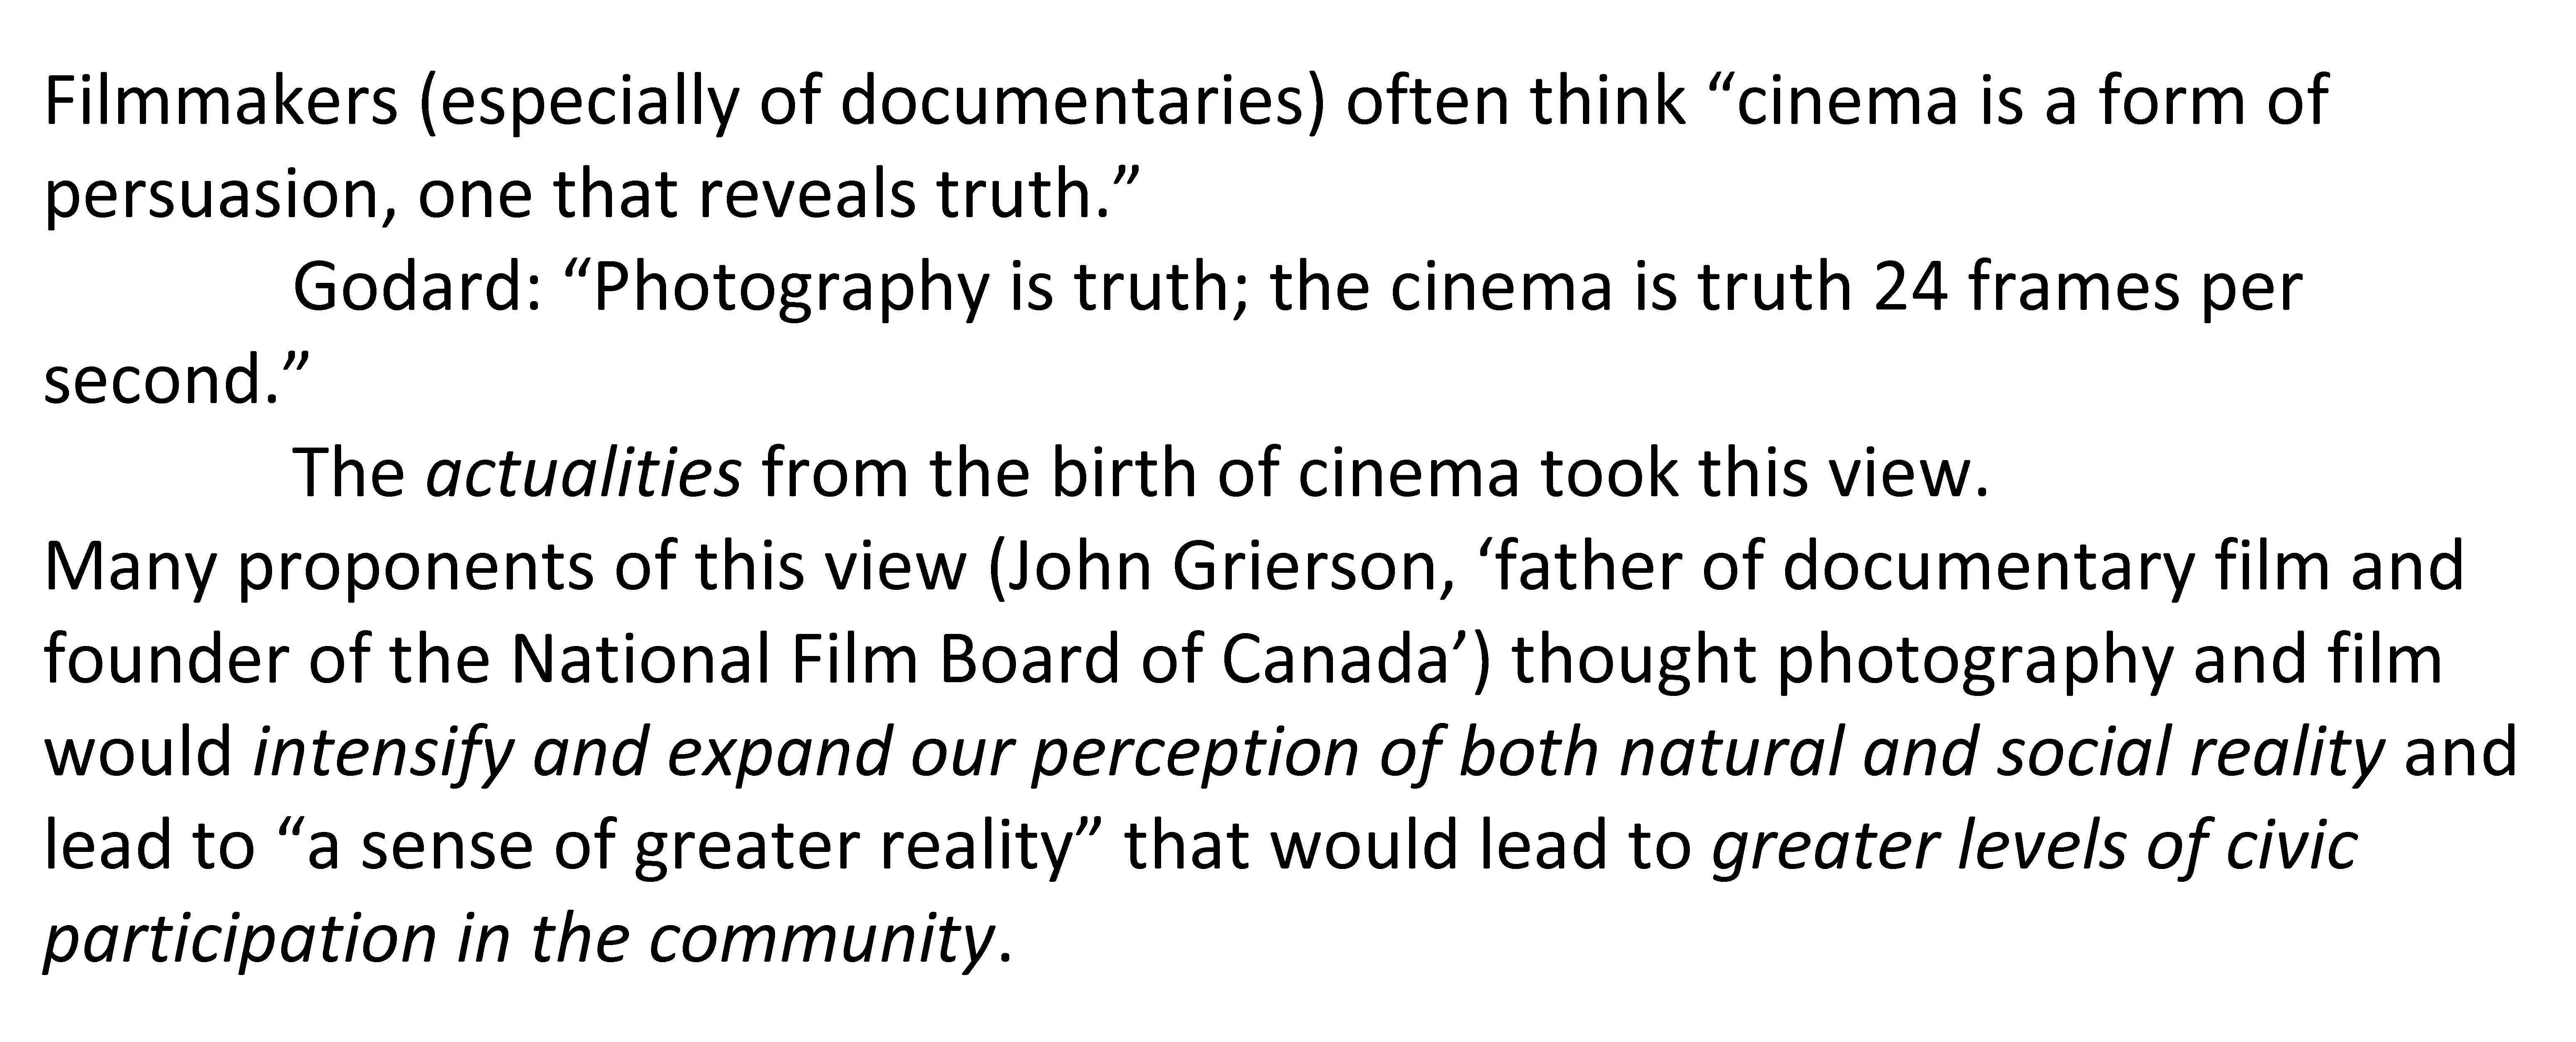 Filmmakers (especially of documentaries) often think “cinema is a form of
persuasion, one that reveals truth.”
Godard: “Photography is truth; the cinema is truth 24 frames per
second.”
The actualities from the birth of cinema took this view.
Many proponents of this view (John Grierson, ‘father of documentary film and
founder of the National Film Board of Canada’) thought photography and film
would intensify and expand our perception of both natural and social reality and
lead to “a sense of greater reality” that would lead to greater levels of civic
participation in the community.